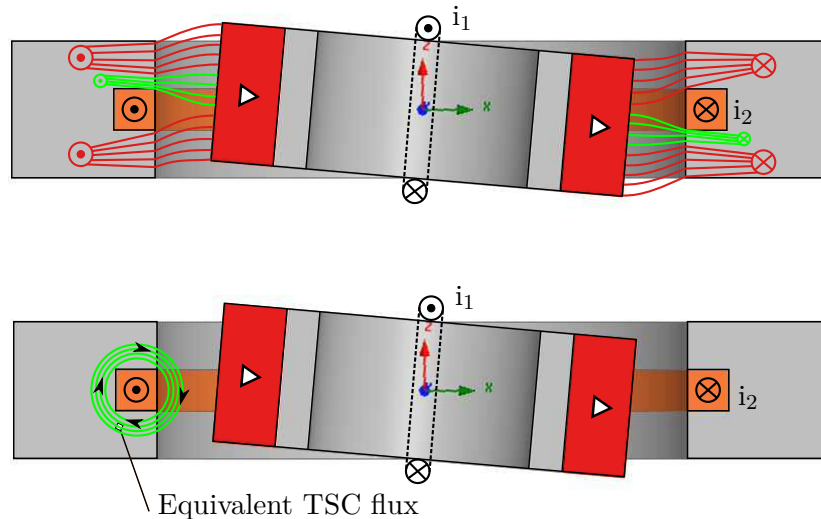 i₁
z
x
i₂
i₁
z
x
i₂
Equivalent TSC flux